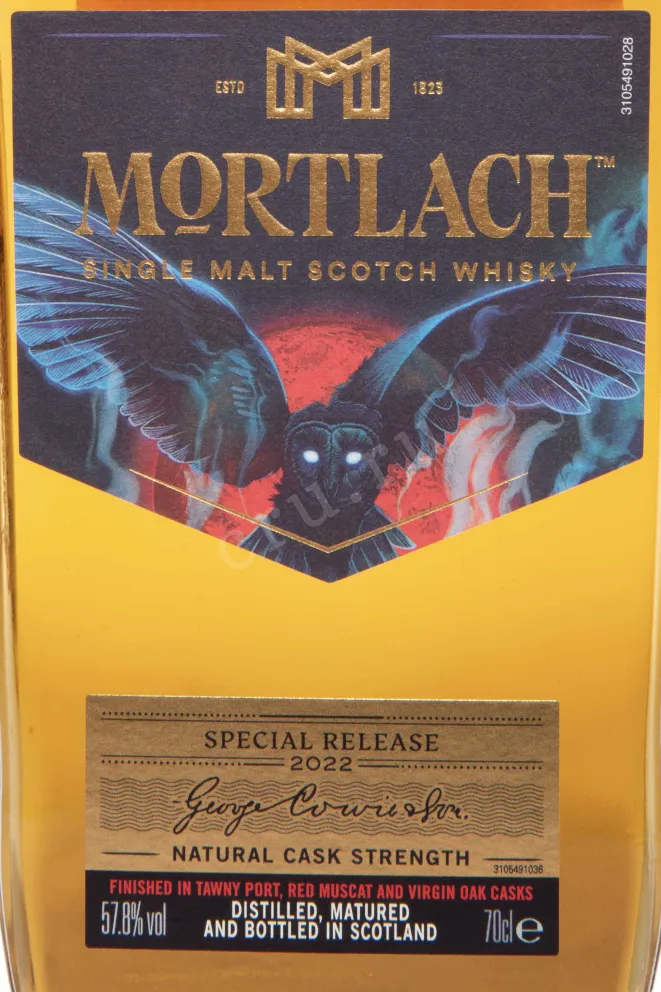 3105491028
ESTD 1823
MORTLACH™
SINGLE MALT SCOTCH WHISKY
cru.ru
SPECIAL RELEASE
2022
George Cowie & Son.
NATURAL CASK STRENGTH
3105491036
FINISHED IN TAWNY PORT, RED MUSCAT AND VIRGIN OAK CASKS
57.8% vol
DISTILLED, MATURED
AND BOTTLED IN SCOTLAND
70cl e